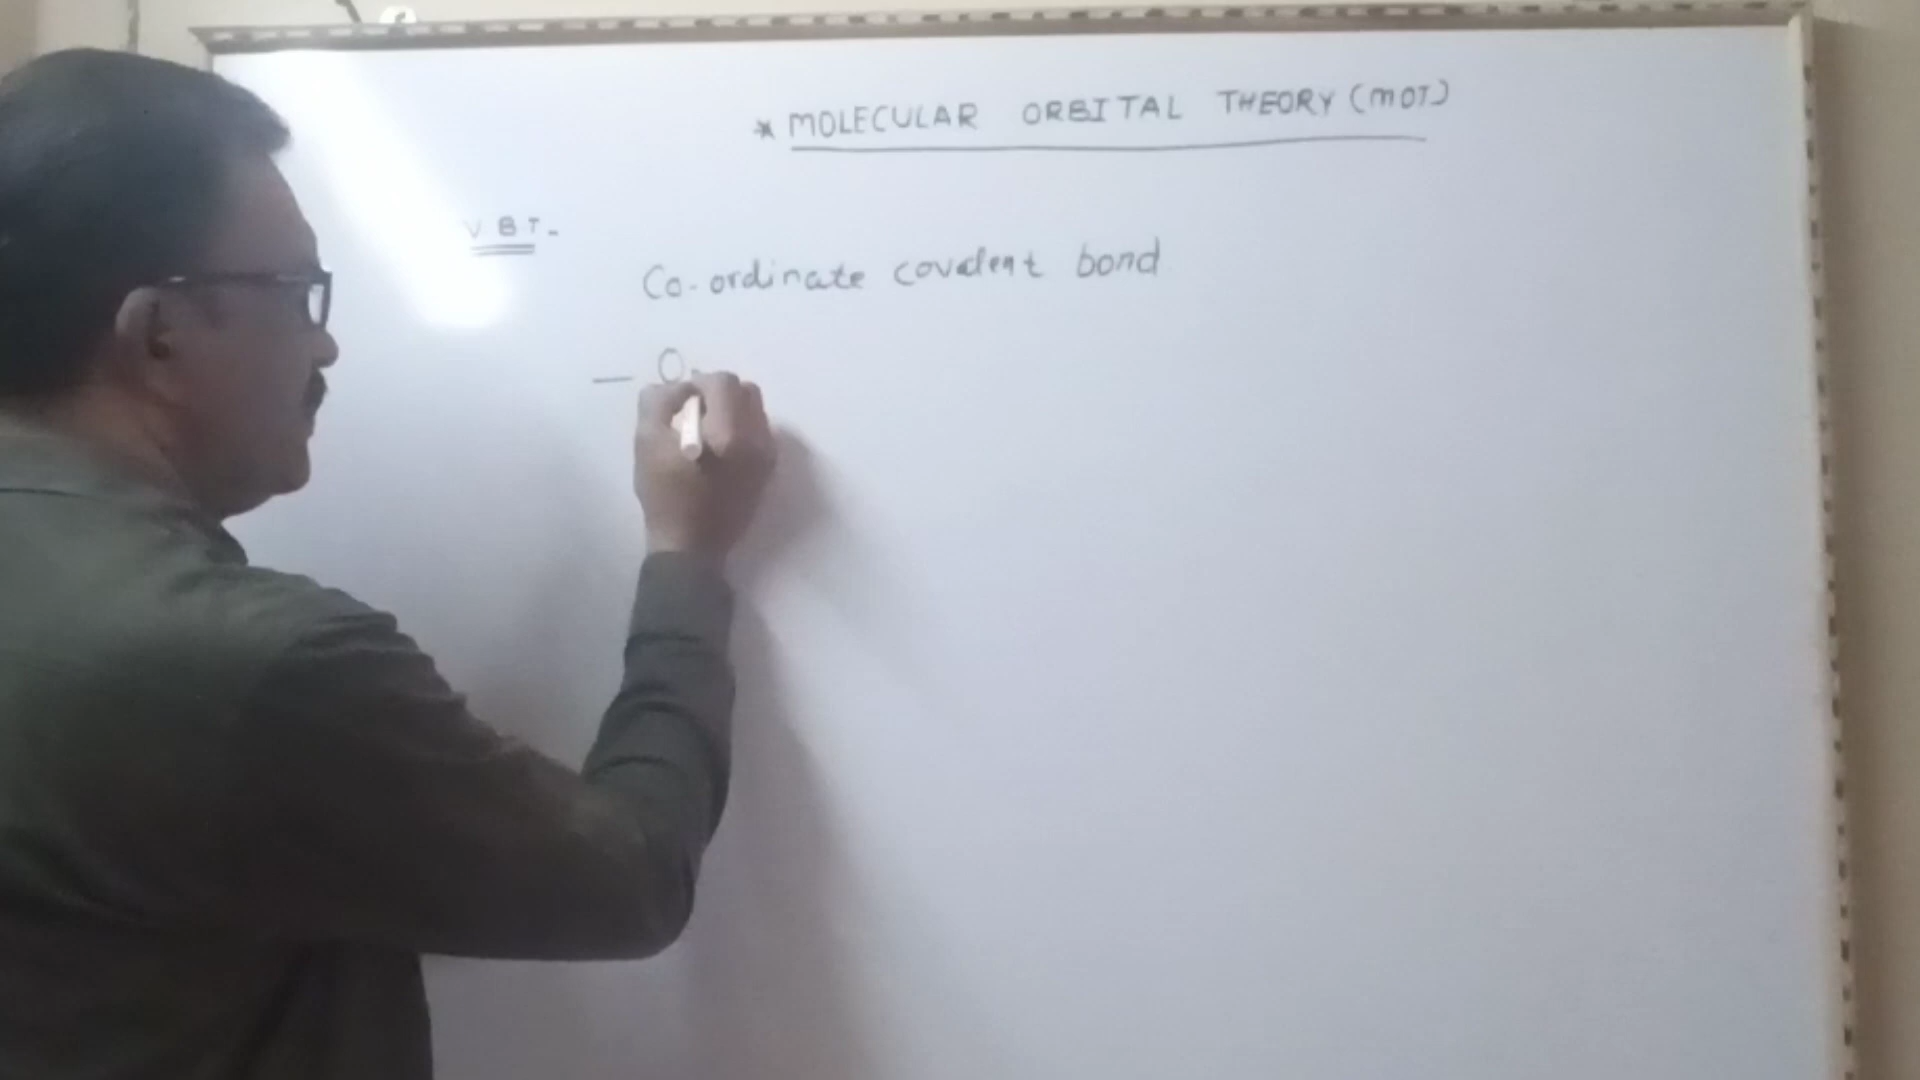 * MOLECULAR ORBITAL THEORY (MOT)
V B T -
Co-ordinate covalent bond
— O